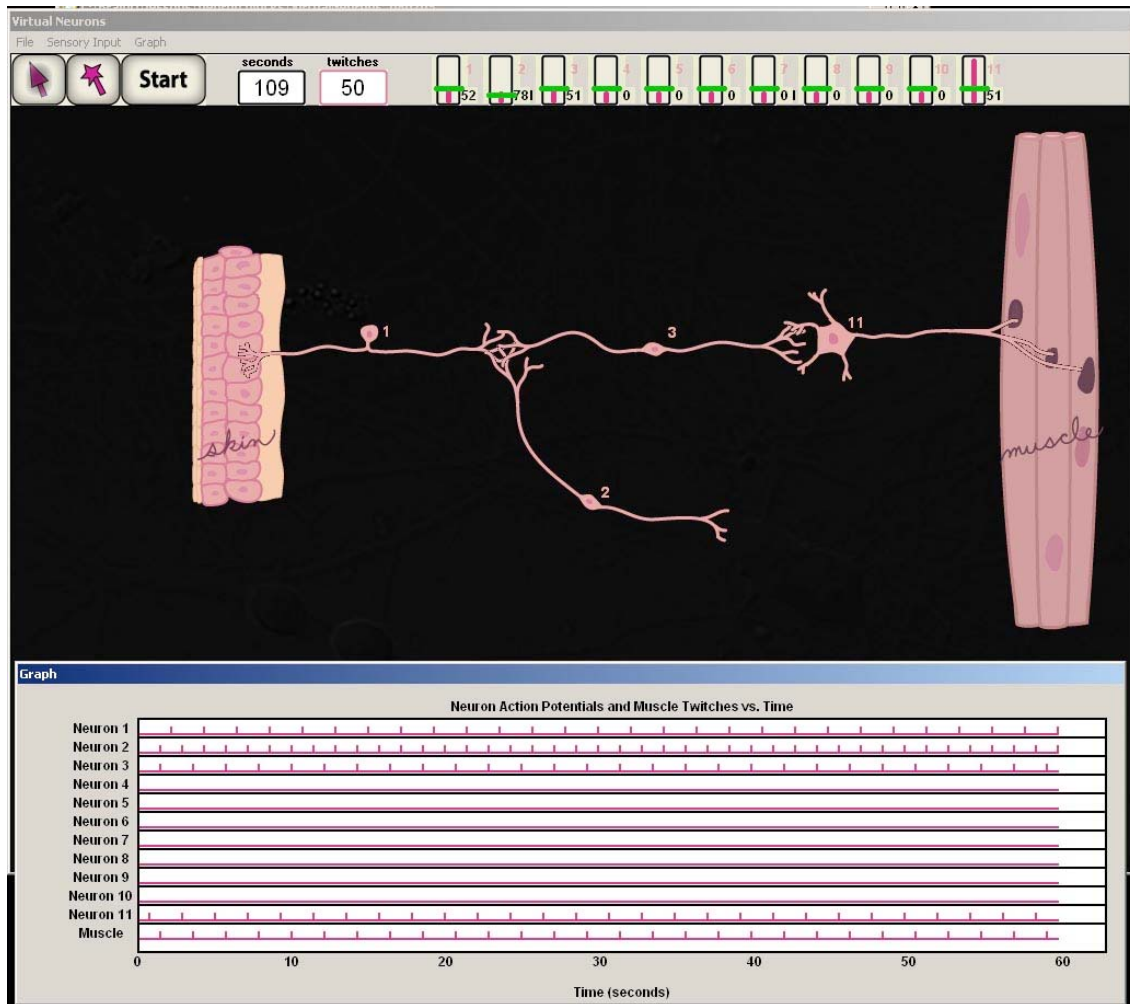 Virtual Neurons
File Sensory Input Graph
Start
seconds
109
twitches
50
1 2 3 4 5 6 7 8 9 10 11
52 78 51 0 0 0 0 0 0 0 51
skin
1
3
11
2
muscle
Graph
Neuron Action Potentials and Muscle Twitches vs. Time
Neuron 1
Neuron 2
Neuron 3
Neuron 4
Neuron 5
Neuron 6
Neuron 7
Neuron 8
Neuron 9
Neuron 10
Neuron 11
Muscle
0 10 20 30 40 50 60
Time (seconds)